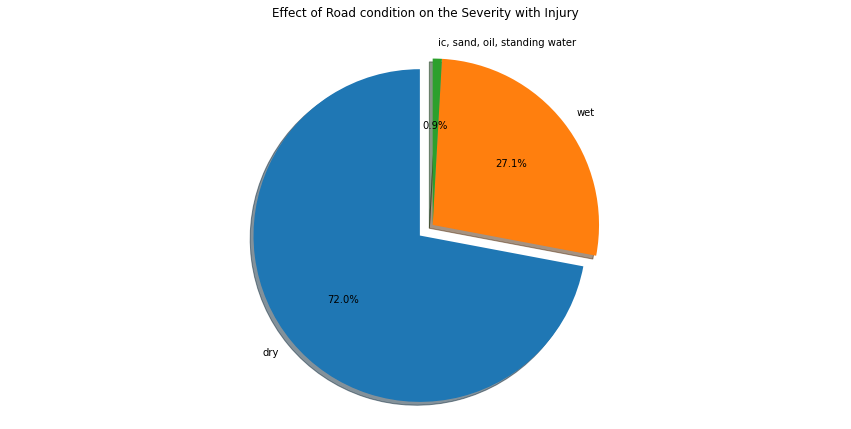 Effect of Road condition on the Severity with Injury
ic, sand, oil, standing water
wet
0.9%
27.1%
72.0%
dry